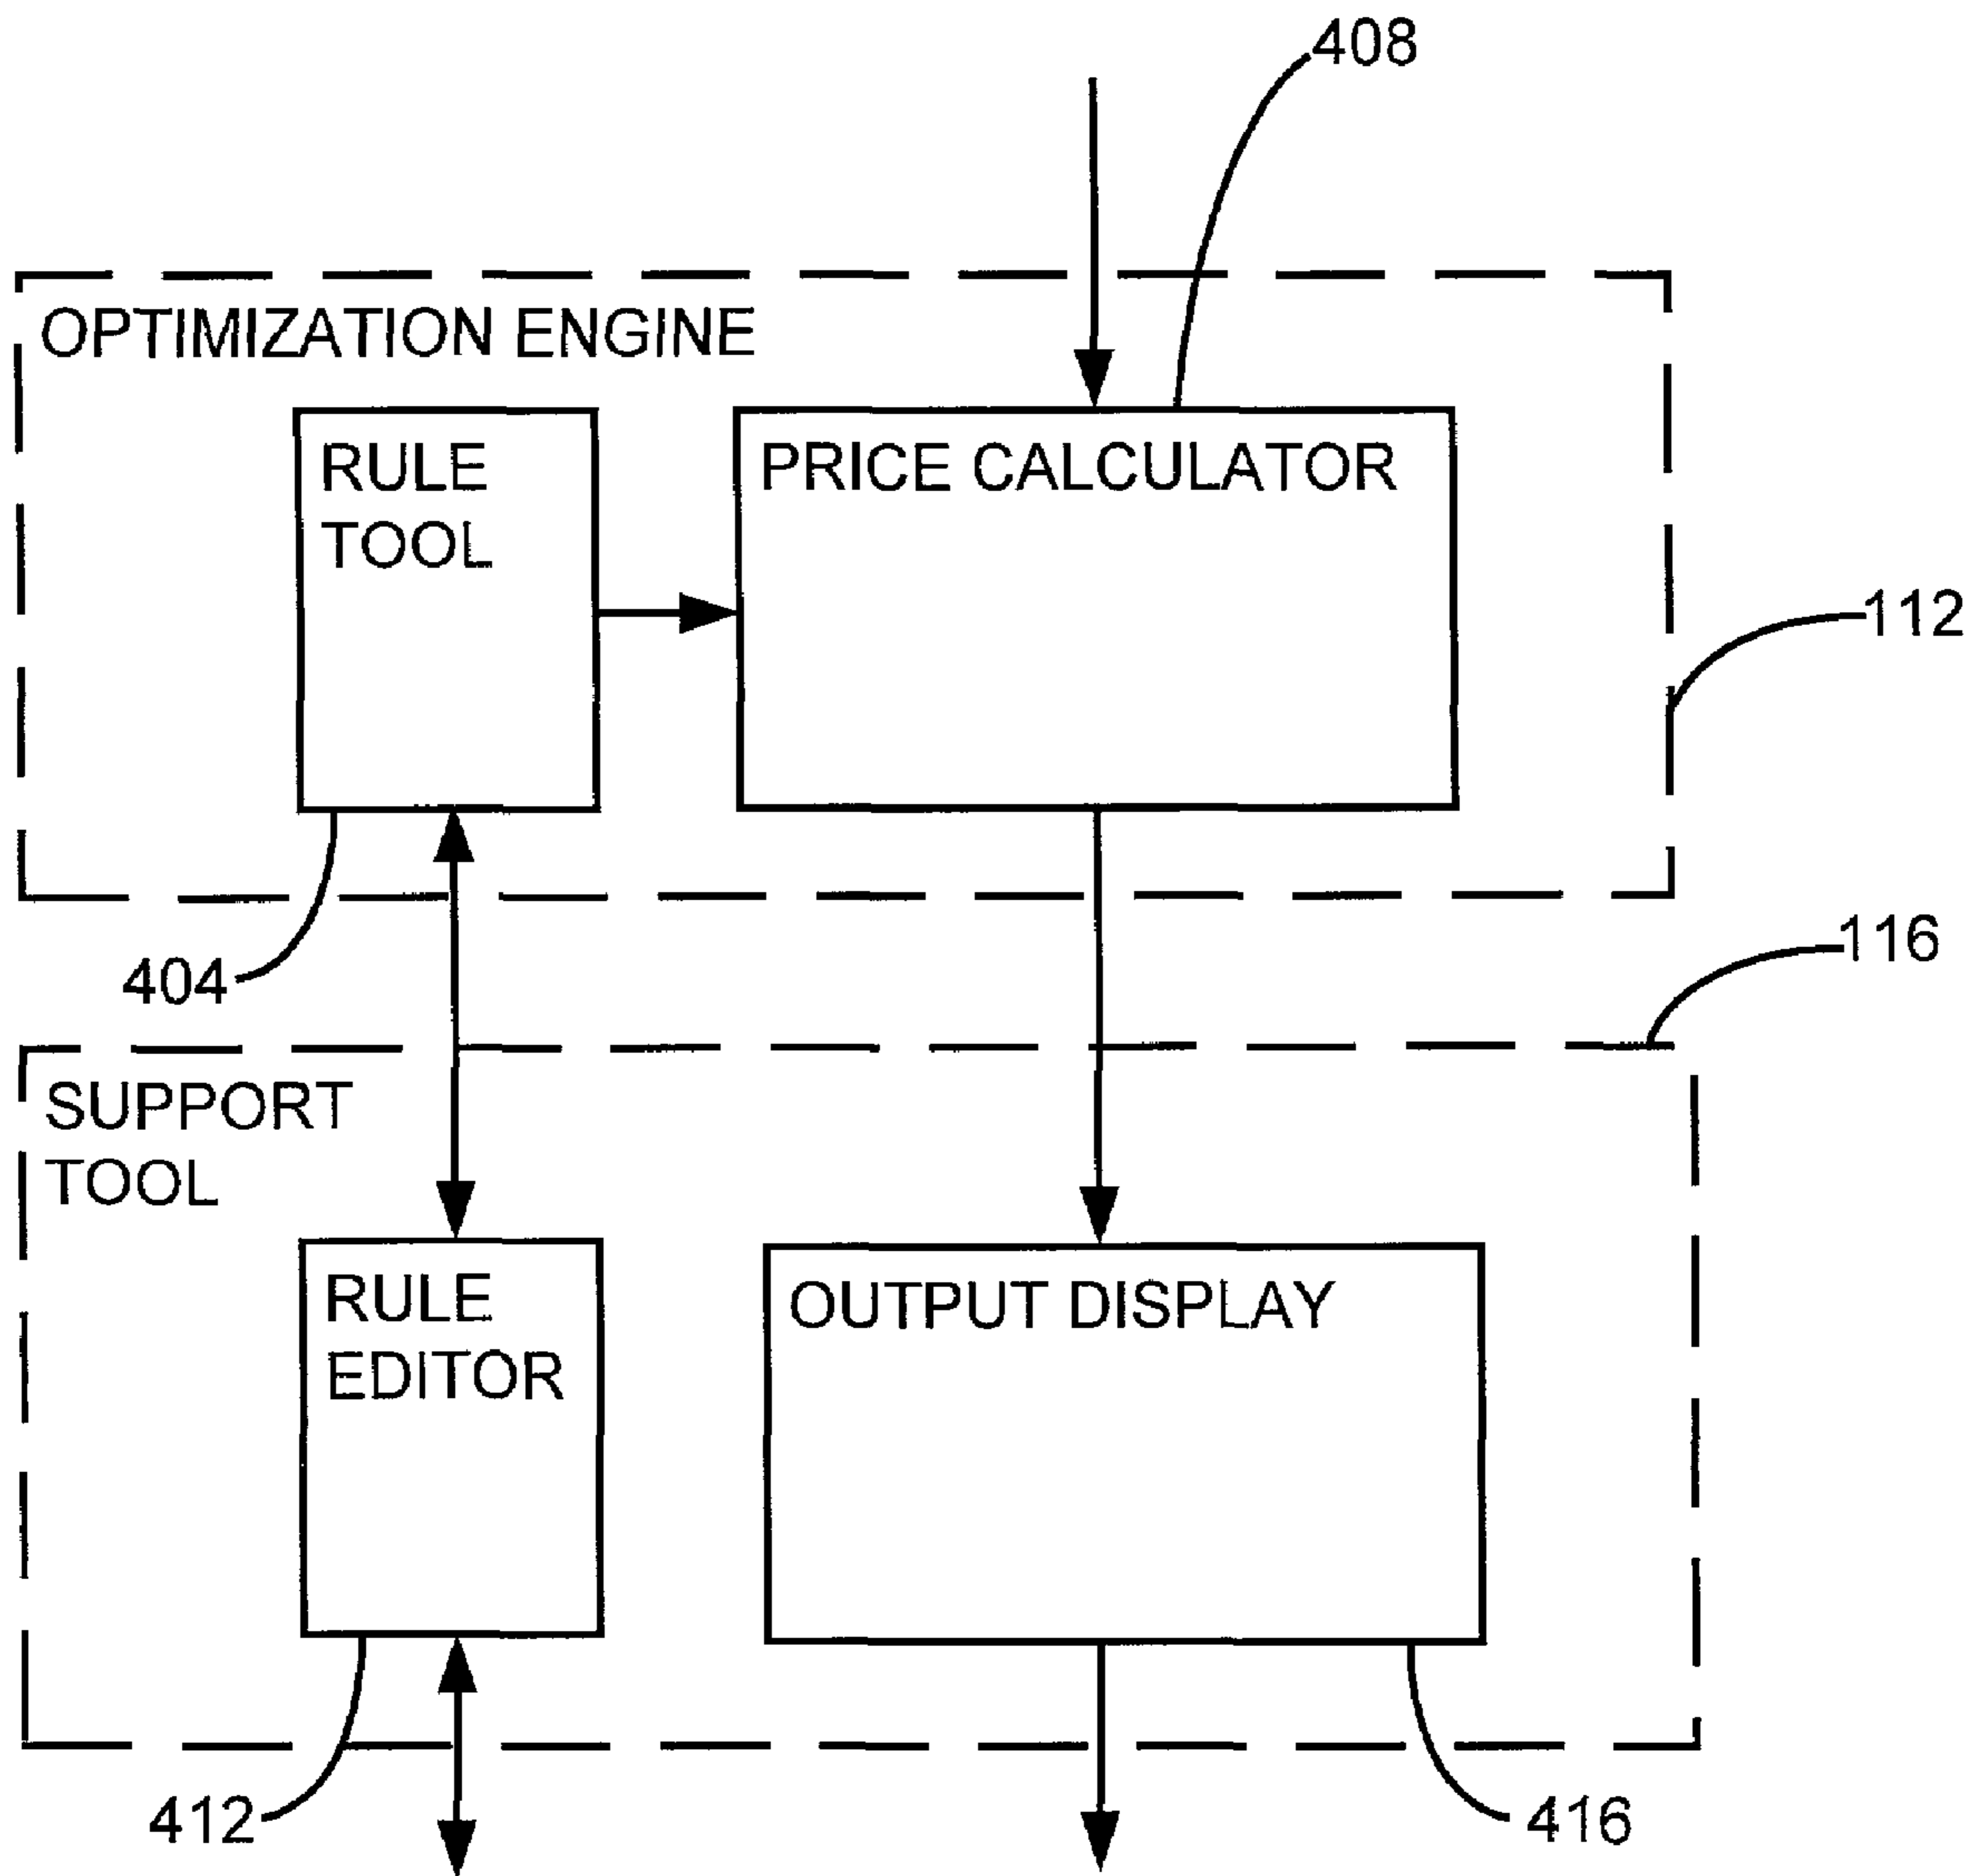 408
OPTIMIZATION ENGINE
RULE
TOOL
PRICE CALCULATOR
112
404
116
SUPPORT
TOOL
RULE
EDITOR
OUTPUT DISPLAY
412
416